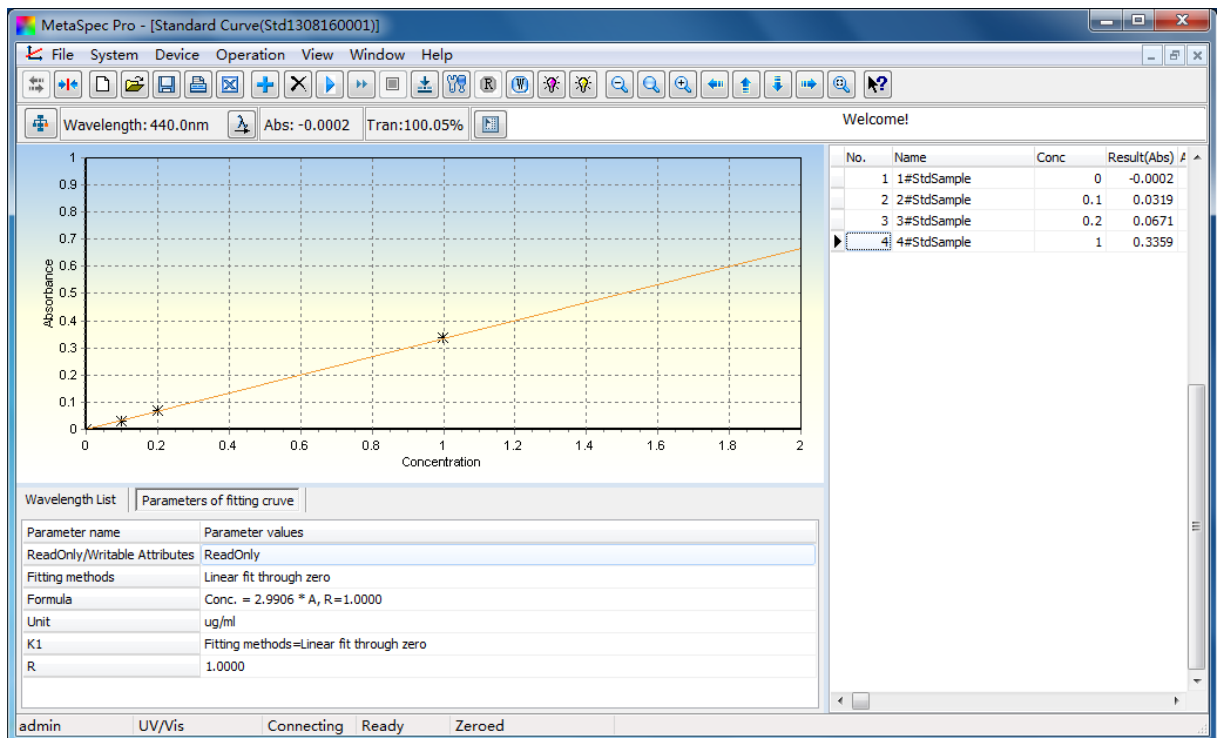 MetaSpec Pro - [Standard Curve(Std1308160001)]
File System Device Operation View Window Help
Wavelength: 440.0nm Abs: -0.0002 Tran:100.05% Welcome!
1
0.9
0.8
0.7
0.6
0.5
0.4
0.3
0.2
0.1
0
Absorbance
0 0.2 0.4 0.6 0.8 1 1.2 1.4 1.6 1.8 2
Concentration
No. Name Conc Result(Abs) A
1 1#StdSample 0 -0.0002
2 2#StdSample 0.1 0.0319
3 3#StdSample 0.2 0.0671
4 4#StdSample 1 0.3359
Wavelength List Parameters of fitting cruve
Parameter name Parameter values
ReadOnly/Writable Attributes ReadOnly
Fitting methods Linear fit through zero
Formula Conc. = 2.9906 * A, R=1.0000
Unit ug/ml
K1 Fitting methods=Linear fit through zero
R 1.0000
admin UV/Vis Connecting Ready Zeroed